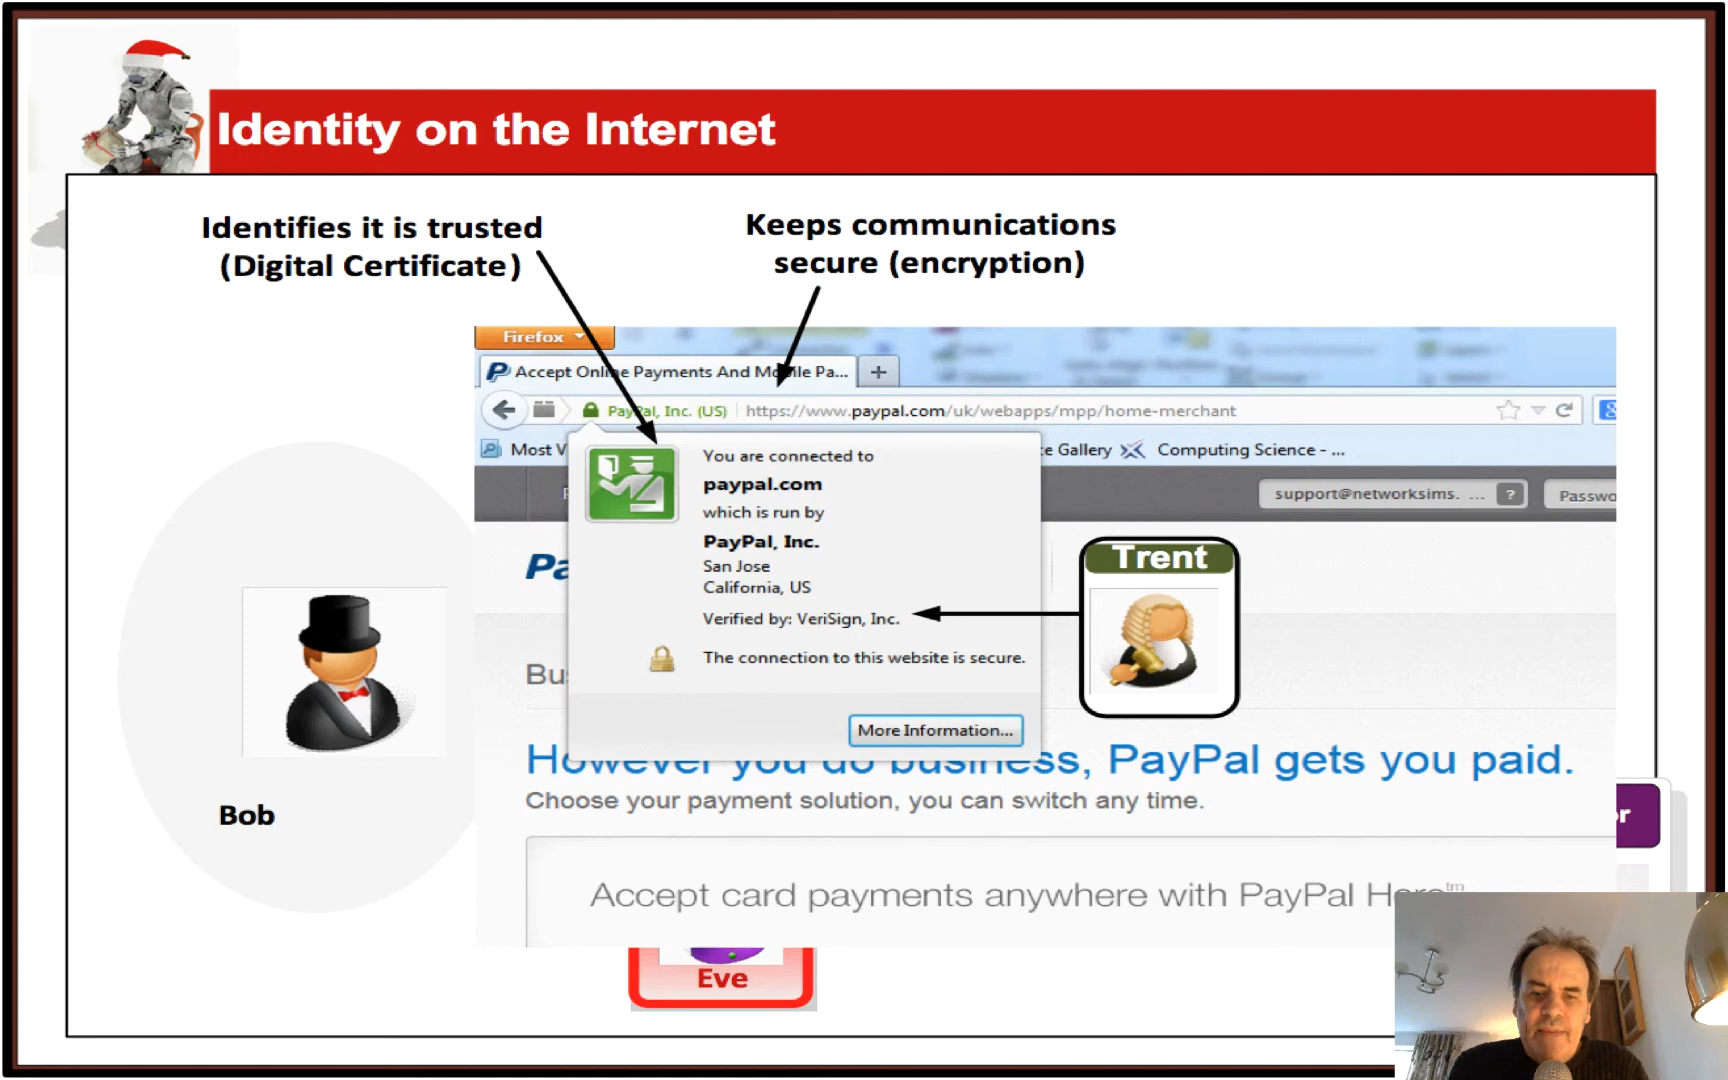 Identity on the Internet
Identifies it is trusted
(Digital Certificate)
Keeps communications
secure (encryption)
Firefox
Accept Online Payments And Mobile Pa...
PayPal, Inc. (US)
https://www.paypal.com/uk/webapps/mpp/home-merchant
Most V
e Gallery
Computing Science - ...
You are connected to
paypal.com
which is run by
PayPal, Inc.
San Jose
California, US
Verified by: VeriSign, Inc.
The connection to this website is secure.
More Information...
support@networksims. ...
?
Passwo
Trent
Pa
Bus
However you do business, PayPal gets you paid.
Choose your payment solution, you can switch any time.
Accept card payments anywhere with PayPal Here™
Bob
Eve
or